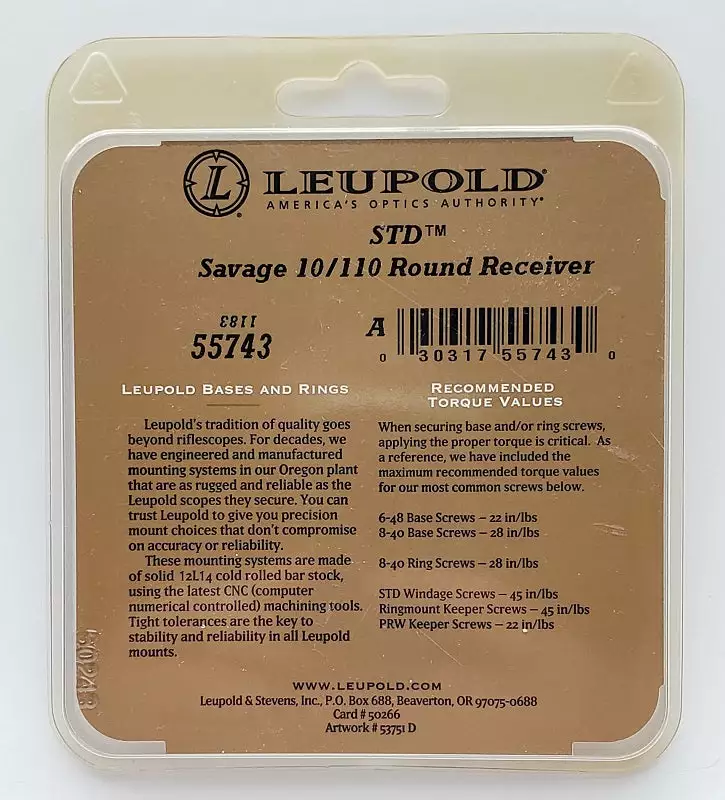 L
LEUPOLD®
AMERICA'S OPTICS AUTHORITY®
STD™
Savage 10/110 Round Receiver
1183
55743
A
0 30317 55743 0
LEUPOLD BASES AND RINGS
Leupold's tradition of quality goes
beyond riflescopes. For decades, we
have engineered and manufactured
mounting systems in our Oregon plant
that are as rugged and reliable as the
Leupold scopes they secure. You can
trust Leupold to give you precision
mount choices that don't compromise
on accuracy or reliability.
These mounting systems are made
of solid 12L14 cold rolled bar stock,
using the latest CNC (computer
numerical controlled) machining tools.
Tight tolerances are the key to
stability and reliability in all Leupold
mounts.
RECOMMENDED
TORQUE VALUES
When securing base and/or ring screws,
applying the proper torque is critical. As
a reference, we have included the
maximum recommended torque values
for our most common screws below.
6-48 Base Screws – 22 in/lbs
8-40 Base Screws – 28 in/lbs
8-40 Ring Screws – 28 in/lbs
STD Windage Screws – 45 in/lbs
Ringmount Keeper Screws – 45 in/lbs
PRW Keeper Screws – 22 in/lbs
WWW.LEUPOLD.COM
Leupold & Stevens, Inc., P.O. Box 688, Beaverton, OR 97075-0688
Card # 50266
Artwork # 53751 D